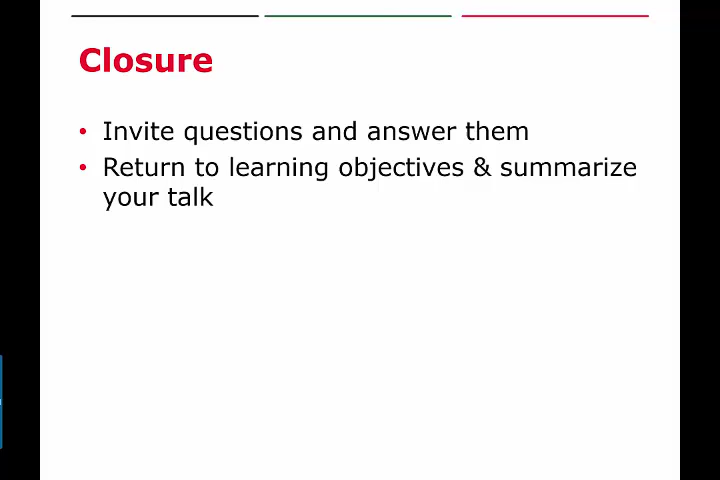 Closure
• Invite questions and answer them
• Return to learning objectives & summarize
your talk